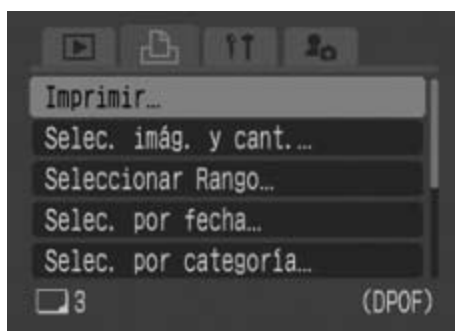 Imprimir…
Selec. imág. y cant.…
Seleccionar Rango…
Selec. por fecha…
Selec. por categoría…
3 (DPOF)